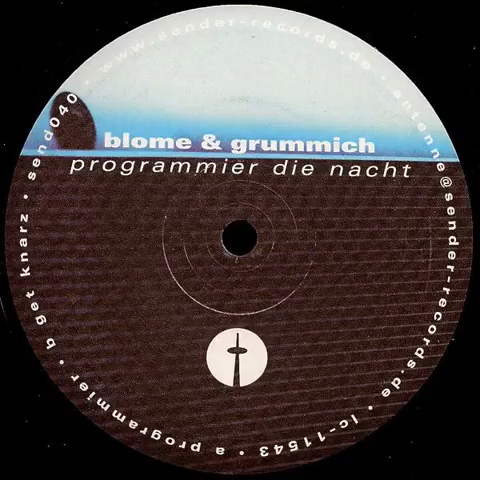 blome & grummich
programmier die nacht
a programmier • b get knarz • send040 • www.sender-records.de • antenne@sender-records.de • lc-11543 •